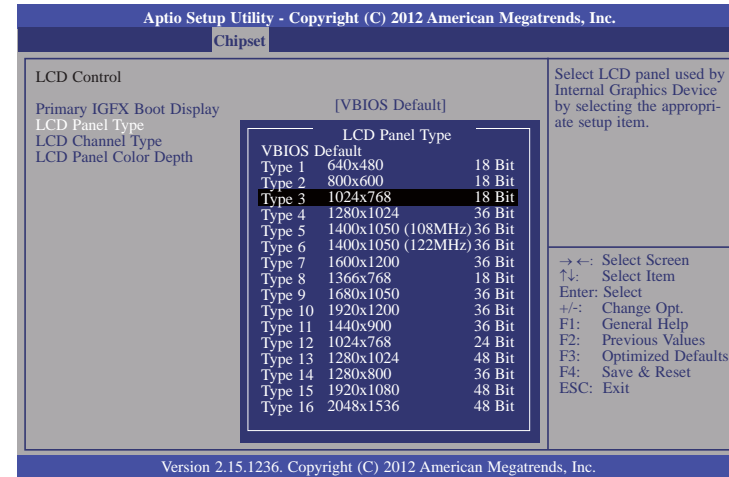 Aptio Setup Utility - Copyright (C) 2012 American Megatrends, Inc.
Chipset
LCD Control
Primary IGFX Boot Display [VBIOS Default]
LCD Panel Type
LCD Channel Type
LCD Panel Color Depth
LCD Panel Type
VBIOS Default
Type 1 640x480 18 Bit
Type 2 800x600 18 Bit
Type 3 1024x768 18 Bit
Type 4 1280x1024 36 Bit
Type 5 1400x1050 (108MHz) 36 Bit
Type 6 1400x1050 (122MHz) 36 Bit
Type 7 1600x1200 36 Bit
Type 8 1366x768 18 Bit
Type 9 1680x1050 36 Bit
Type 10 1920x1200 36 Bit
Type 11 1440x900 36 Bit
Type 12 1024x768 24 Bit
Type 13 1280x1024 48 Bit
Type 14 1280x800 36 Bit
Type 15 1920x1080 48 Bit
Type 16 2048x1536 48 Bit
Select LCD panel used by
Internal Graphics Device
by selecting the appropri-
ate setup item.
→←: Select Screen
↑↓: Select Item
Enter: Select
+/-: Change Opt.
F1: General Help
F2: Previous Values
F3: Optimized Defaults
F4: Save & Reset
ESC: Exit
Version 2.15.1236. Copyright (C) 2012 American Megatrends, Inc.